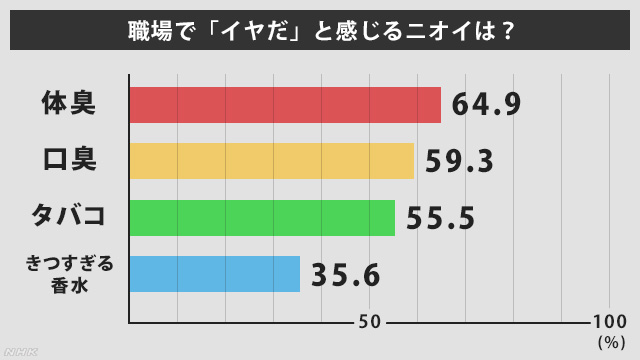 職場で「イヤだ」と感じるニオイは？
体臭
64.9
口臭
59.3
タバコ
55.5
きつすぎる
香水
35.6
50
100
(%)
NHK